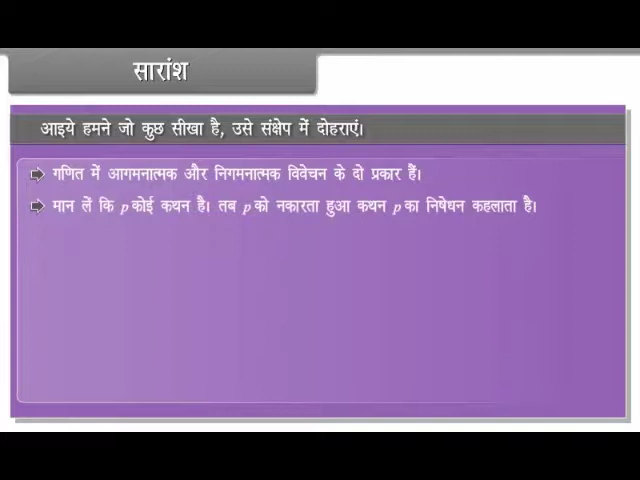 सारांश
आइये हमने जो कुछ सीखा है, उसे संक्षेप में दोहराएं।
गणित में आगमनात्मक और निगमनात्मक विवेचन के दो प्रकार हैं।
मान लें कि p कोई कथन है। तब p को नकारता हुआ कथन p का निषेधन कहलाता है।